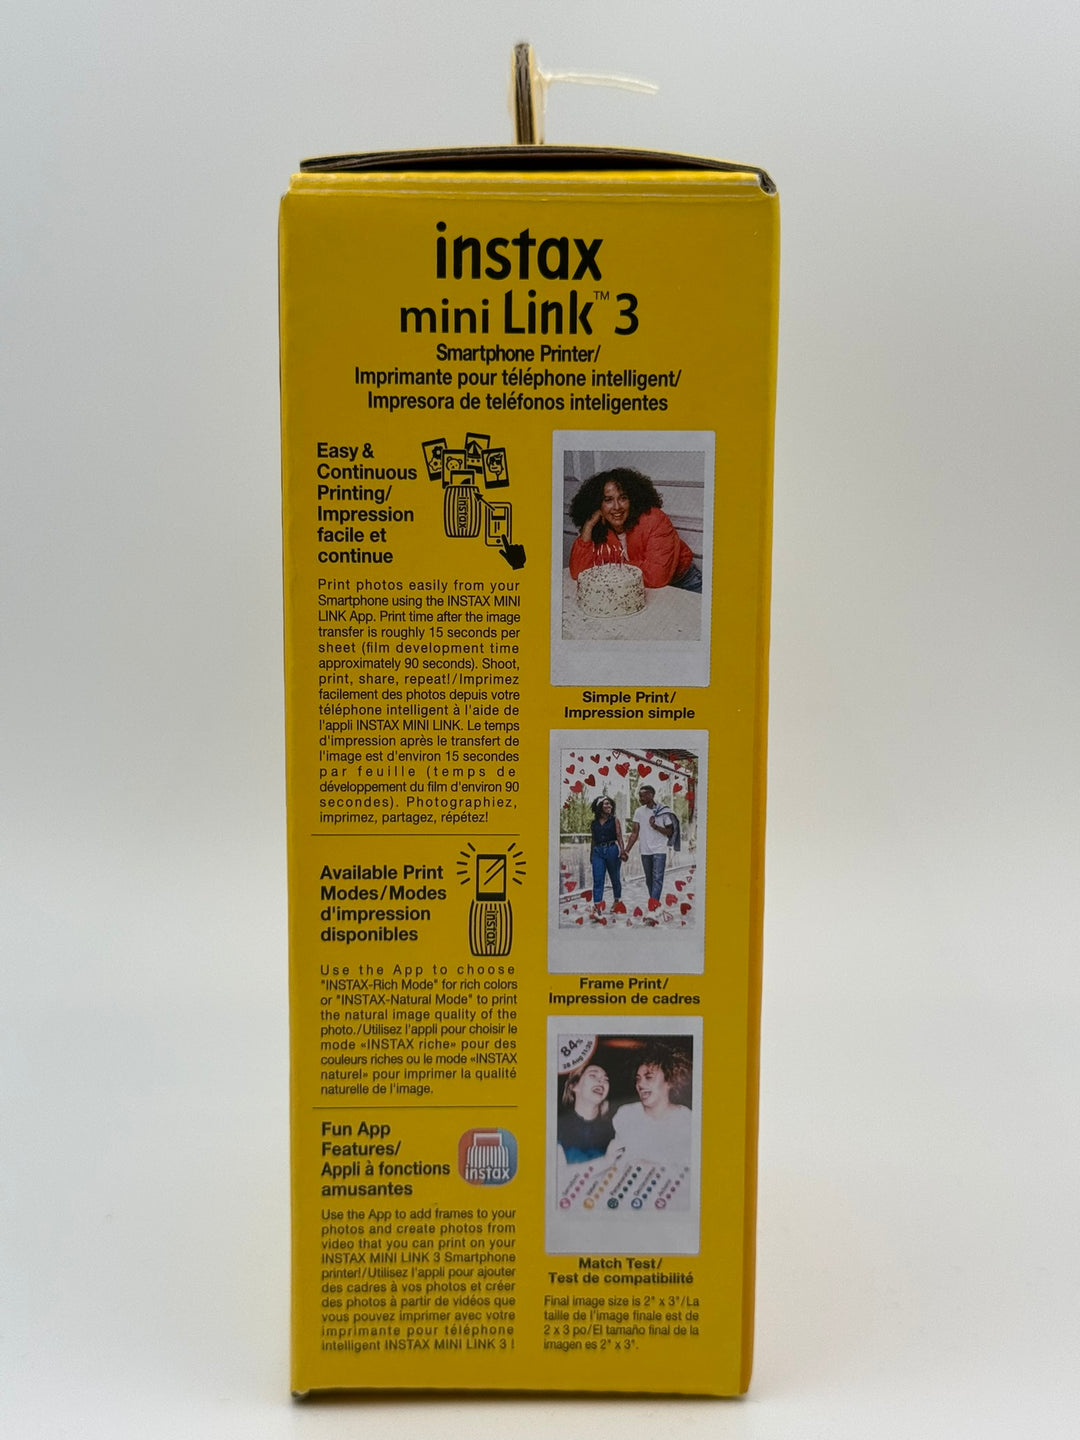 instax
mini Link™ 3
Smartphone Printer/
Imprimante pour téléphone intelligent/
Impresora de teléfonos inteligentes
Easy &
Continuous
Printing/
Impression
facile et
continue
instax
Print photos easily from your
Smartphone using the INSTAX MINI
LINK App. Print time after the image
transfer is roughly 15 seconds per
sheet (film development time
approximately 90 seconds). Shoot,
print, share, repeat!/Imprimez
facilement des photos depuis votre
téléphone intelligent à l'aide de
l'appli INSTAX MINI LINK. Le temps
d'impression après le transfert de
l'image est d'environ 15 secondes
par feuille (temps de
développement du film d'environ 90
secondes). Photographiez,
imprimez, partagez, répétez!
Available Print
Modes/Modes
d'impression
disponibles
instax
Use the App to choose
"INSTAX-Rich Mode" for rich colors
or "INSTAX-Natural Mode" to print
the natural image quality of the
photo./Utilisez l'appli pour choisir le
mode «INSTAX riche» pour des
couleurs riches ou le mode «INSTAX
naturel» pour imprimer la qualité
naturelle de l'image.
Fun App
Features/
Appli à fonctions
amusantes
instax
Use the App to add frames to your
photos and create photos from
video that you can print on your
INSTAX MINI LINK 3 Smartphone
printer!/Utilisez l'appli pour ajouter
des cadres à vos photos et créer
des photos à partir de vidéos que
vous pouvez imprimer avec votre
imprimante pour téléphone
intelligent INSTAX MINI LINK 3 !
Simple Print/
Impression simple
Frame Print/
Impression de cadres
84%
28 Aug
Match Test/
Test de compatibilité
Final image size is 2" x 3"/La
taille de l'image finale est de
2 x 3 po/El tamaño final de la
imagen es 2" x 3".